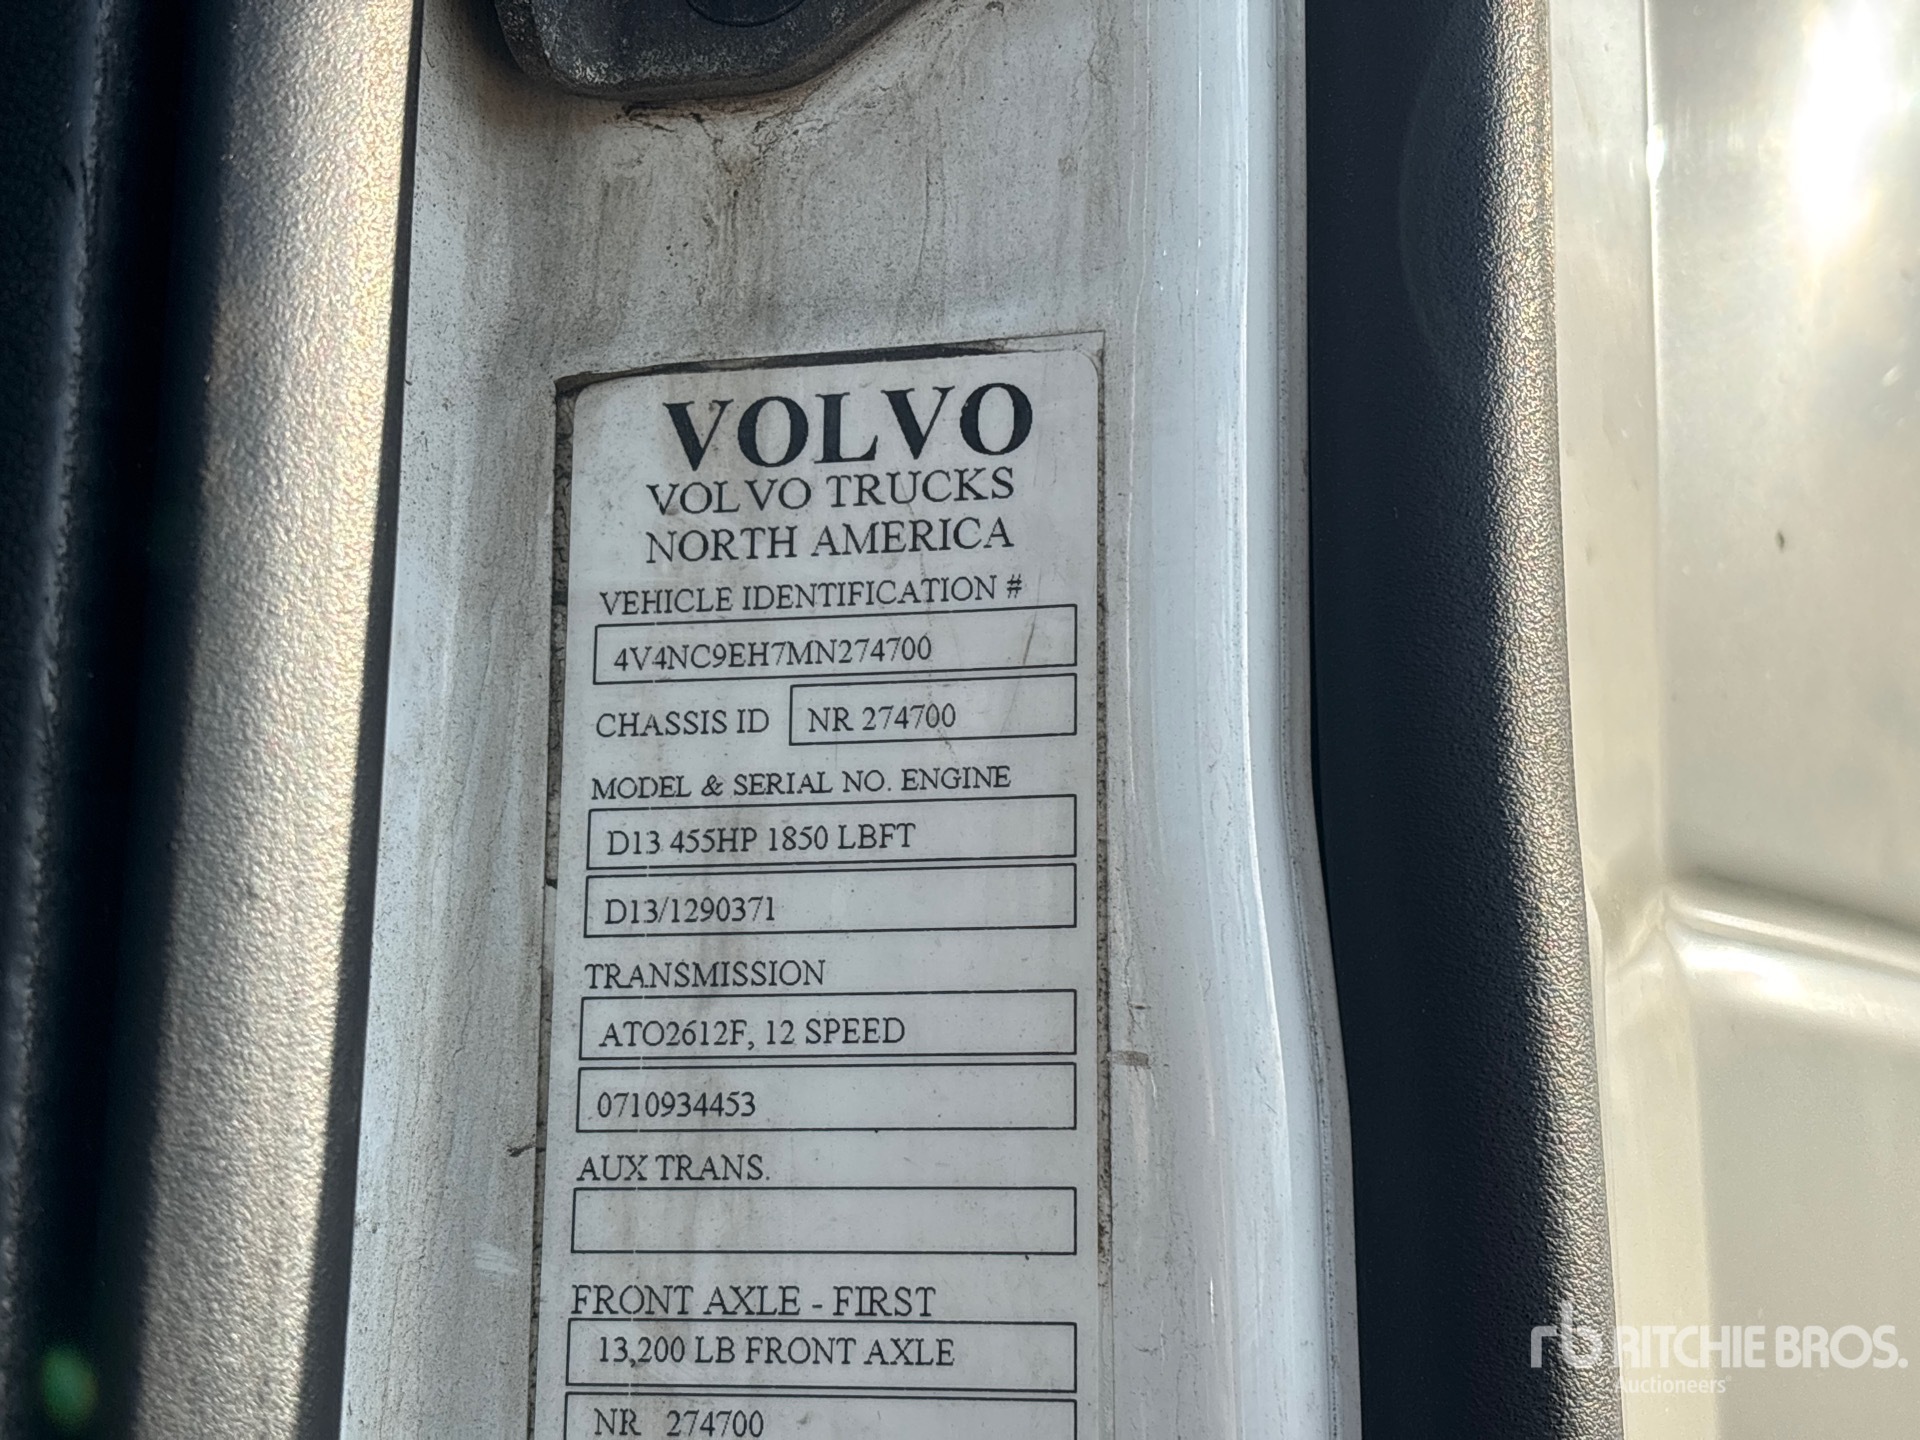 VOLVO
VOLVO TRUCKS
NORTH AMERICA
VEHICLE IDENTIFICATION #
4V4NC9EH7MN274700
CHASSIS ID NR 274700
MODEL & SERIAL NO. ENGINE
D13 455HP 1850 LBFT
D13/1290371
TRANSMISSION
ATO2612F, 12 SPEED
0710934453
AUX TRANS.
FRONT AXLE - FIRST
13,200 LB FRONT AXLE
NR 274700
rb RITCHIE BROS.
Auctioneers